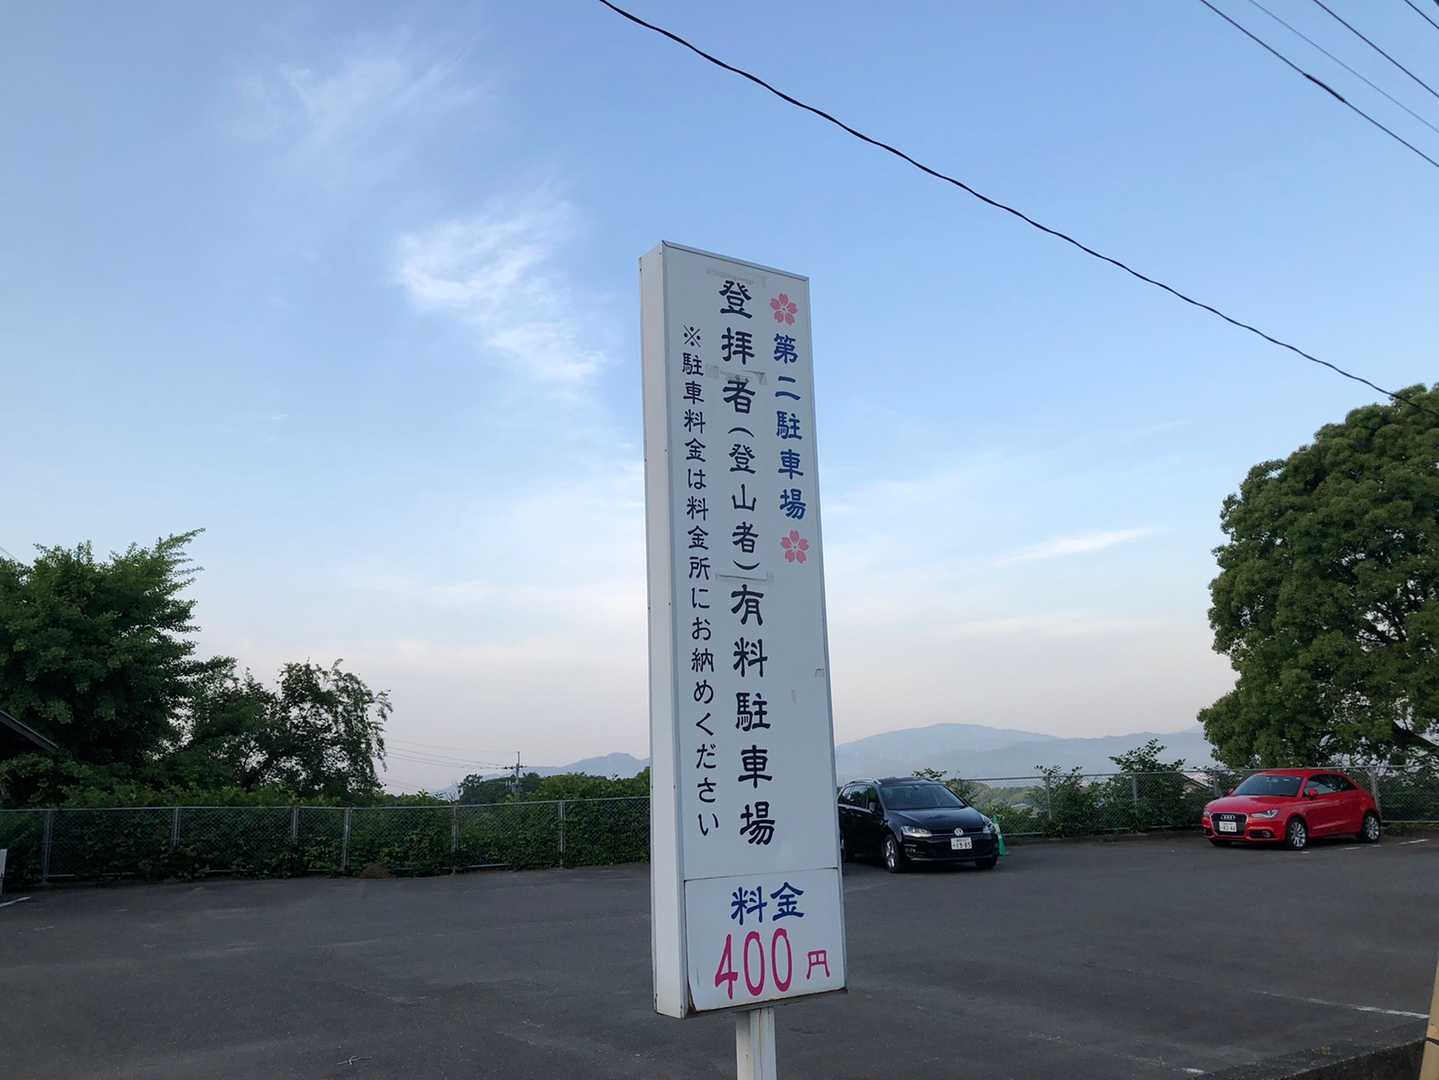 第二駐車場
登拝者(登山者)有料駐車場
※駐車料金は料金所にお納めください
料金
400円